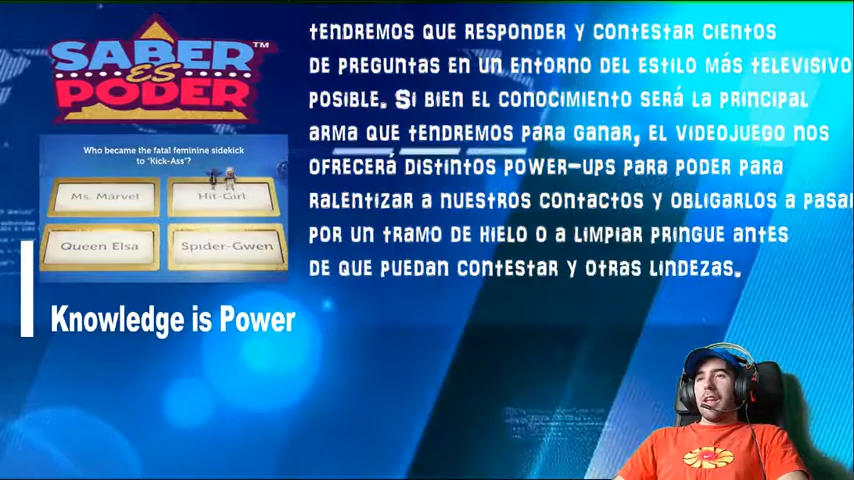 SABER
ES
PODER™
Who became the fatal feminine sidekick
to "Kick-Ass"?
Ms. Marvel
Hit-Girl
Queen Elsa
Spider-Gwen
Knowledge is Power
tendremos que responder y contestar cientos
de preguntas en un entorno del estilo más televisivo
posible. Si bien el conocimiento será la principal
arma que tendremos para ganar, el videojuego nos
ofrecerá distintos power-ups para poder para
ralentizar a nuestros contactos y obligarlos a pasar
por un tramo de hielo o a limpiar pringue antes
de que puedan contestar y otras lindezas.